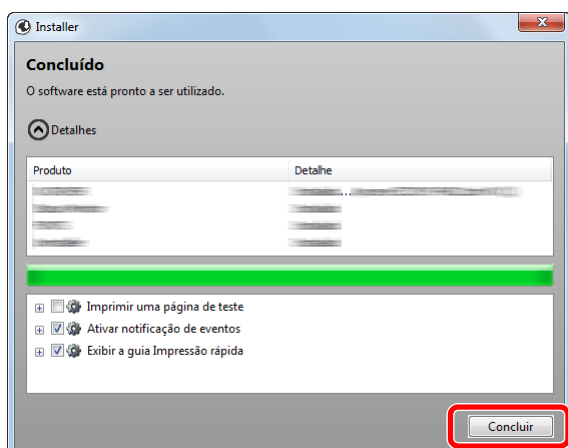 Installer
Concluído
O software está pronto a ser utilizado.
Detalhes
Produto Detalhe
Imprimir uma página de teste
Ativar notificação de eventos
Exibir a guia Impressão rápida
Concluir